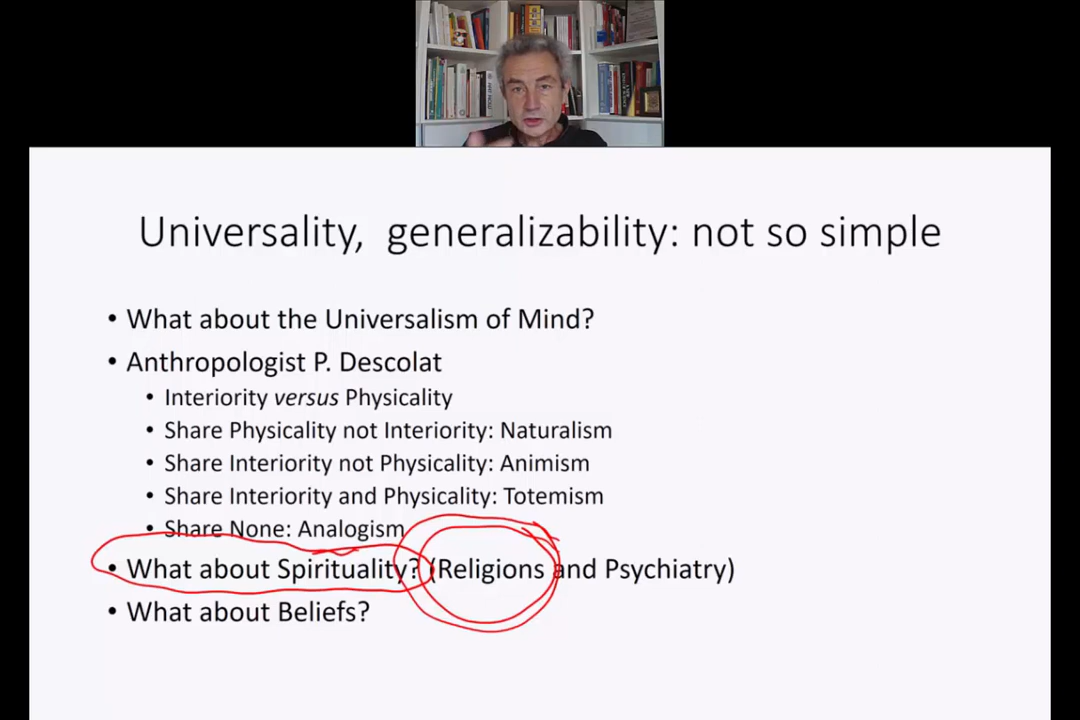 Universality, generalizability: not so simple
• What about the Universalism of Mind?
• Anthropologist P. Descolat
• Interiority versus Physicality
• Share Physicality not Interiority: Naturalism
• Share Interiority not Physicality: Animism
• Share Interiority and Physicality: Totemism
• Share None: Analogism
• What about Spirituality? (Religions and Psychiatry)
• What about Beliefs?